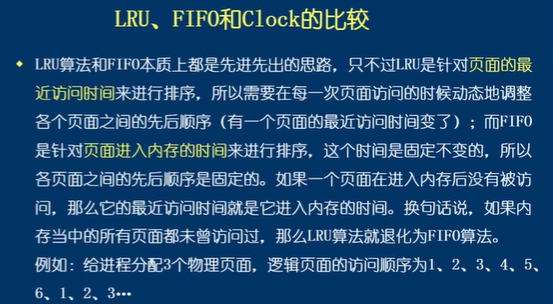 LRU、FIFO和Clock的比较
LRU算法和FIFO本质上都是先进先出的思路，只不过LRU是针对页面的最
近访问时间来进行排序，所以需要在每一次页面访问的时候动态地调整
各个页面之间的先后顺序（有一个页面的最近访问时间变了）；而FIFO
是针对页面进入内存的时间来进行排序，这个时间是固定不变的，所以
各页面之间的先后顺序是固定的。如果一个页面在进入内存后没有被访
问，那么它的最近访问时间就是它进入内存的时间。换句话说，如果内
存当中的所有页面都未曾访问过，那么LRU算法就退化为FIFO算法。
例如：给进程分配3个物理页面，逻辑页面的访问顺序为1、2、3、4、5、
6、1、2、3…